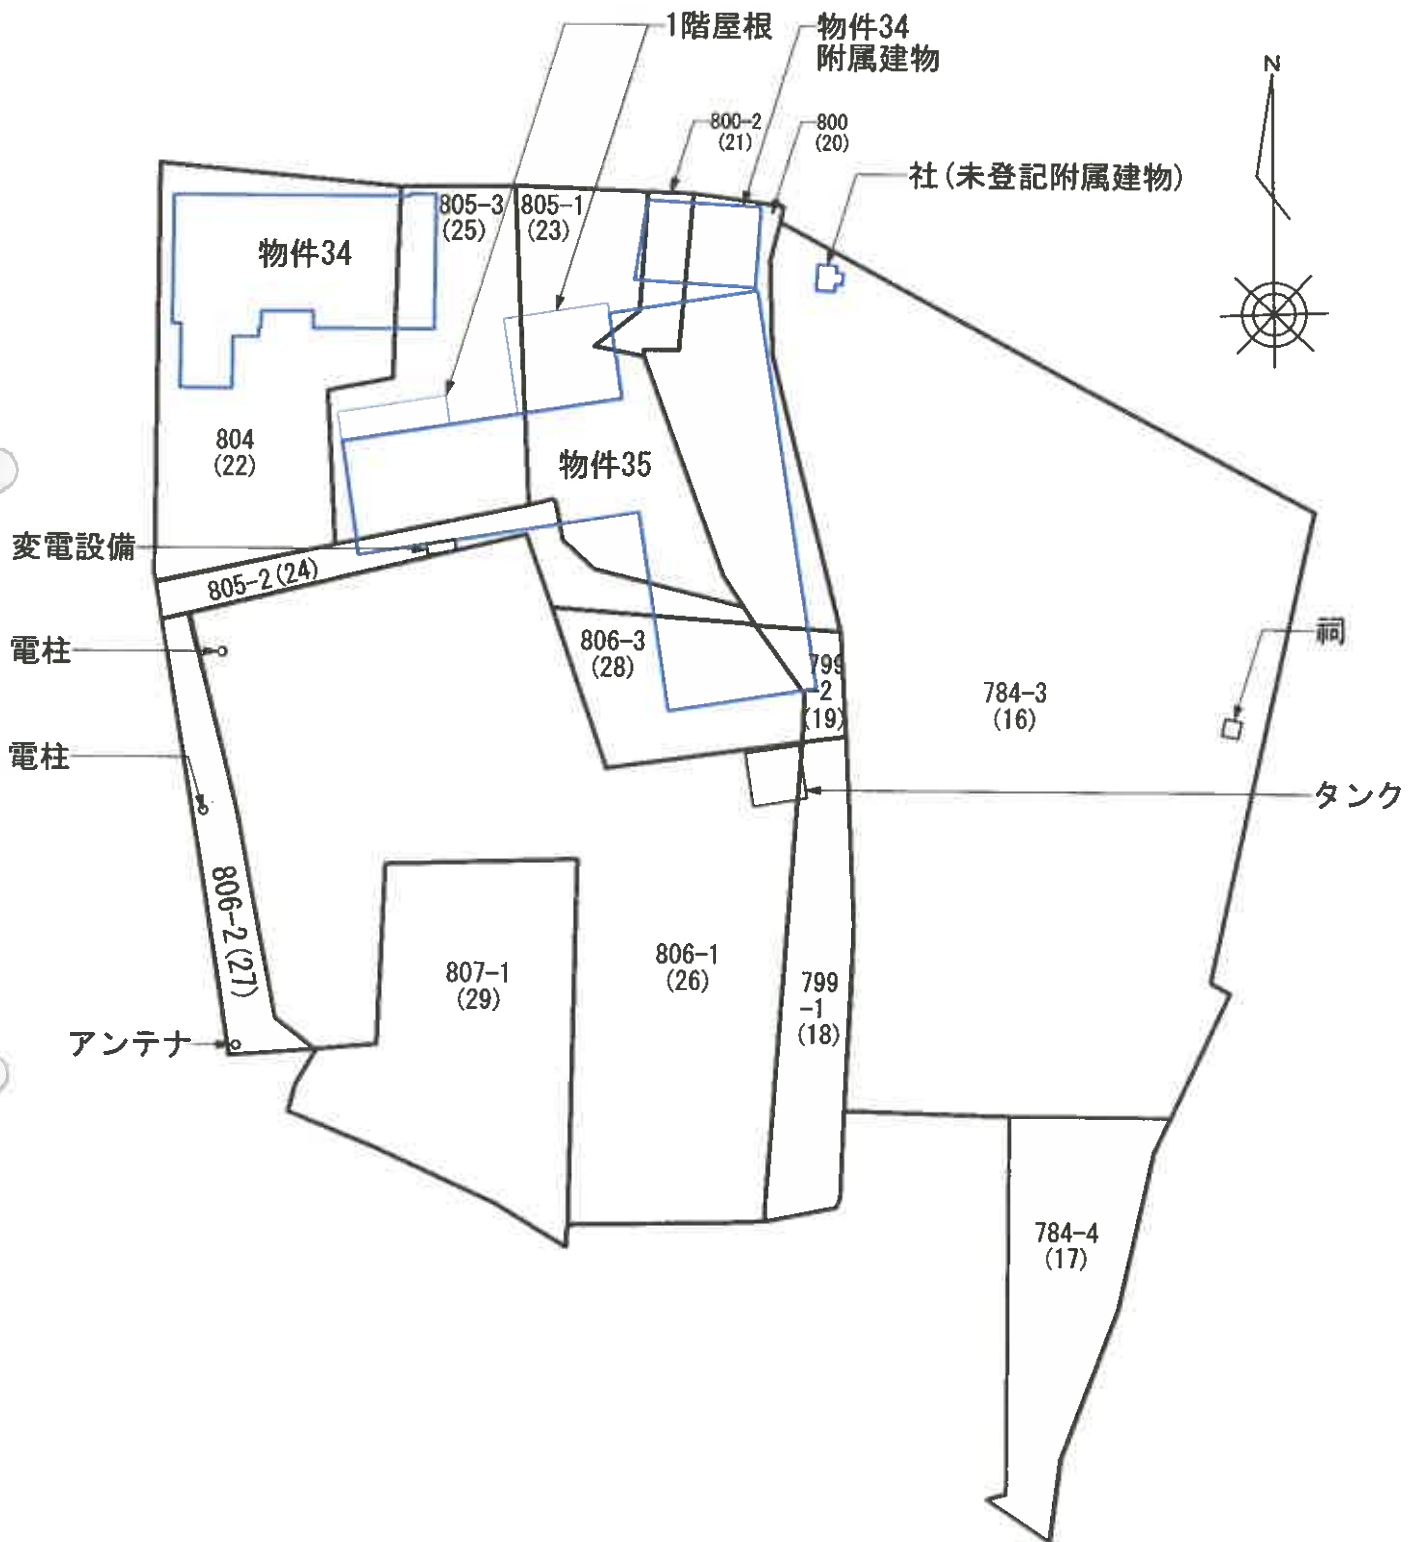 1階屋根
物件34
附属建物
N
800-2
(21)
800
(20)
社(未登記附属建物)
805-3
(25)
805-1
(23)
物件34
804
(22)
物件35
変電設備
805-2(24)
電柱
806-3
(28)
799
-2
(19)
784-3
(16)
祠
電柱
タンク
806-2(27)
807-1
(29)
806-1
(26)
799
-1
(18)
アンテナ
784-4
(17)